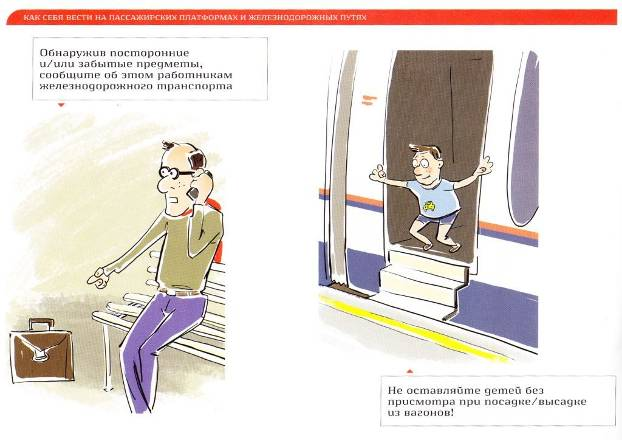 КАК СЕБЯ ВЕСТИ НА ПАССАЖИРСКИХ ПЛАТФОРМАХ И ЖЕЛЕЗНОДОРОЖНЫХ ПУТЯХ
Обнаружив посторонние
и/или забытые предметы,
сообщите об этом работникам
железнодорожного транспорта
Не оставляйте детей без
присмотра при посадке/высадке
из вагонов!